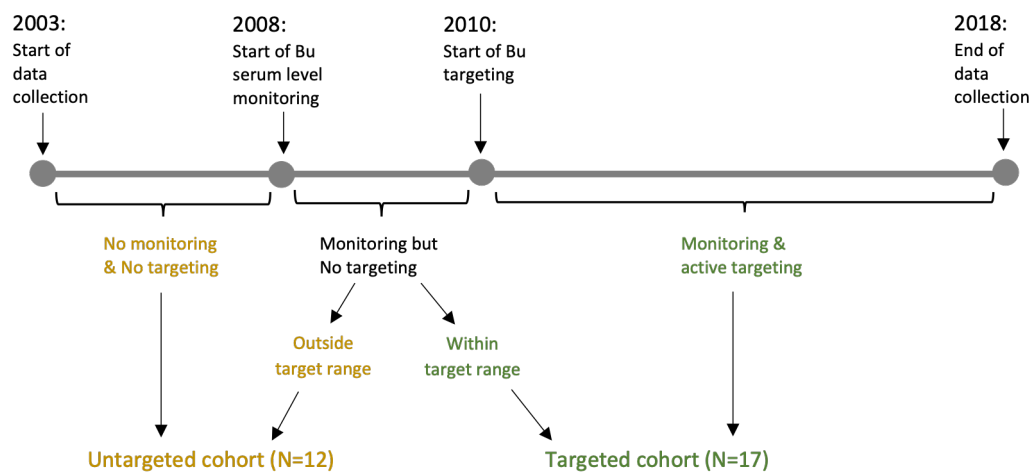 2003:
Start of
data
collection
2008:
Start of Bu
serum level
monitoring
2010:
Start of Bu
targeting
2018:
End of
data
collection
No monitoring
& No targeting
Monitoring but
No targeting
Monitoring &
active targeting
Outside
target range
Within
target range
Untargeted cohort (N=12)
Targeted cohort (N=17)